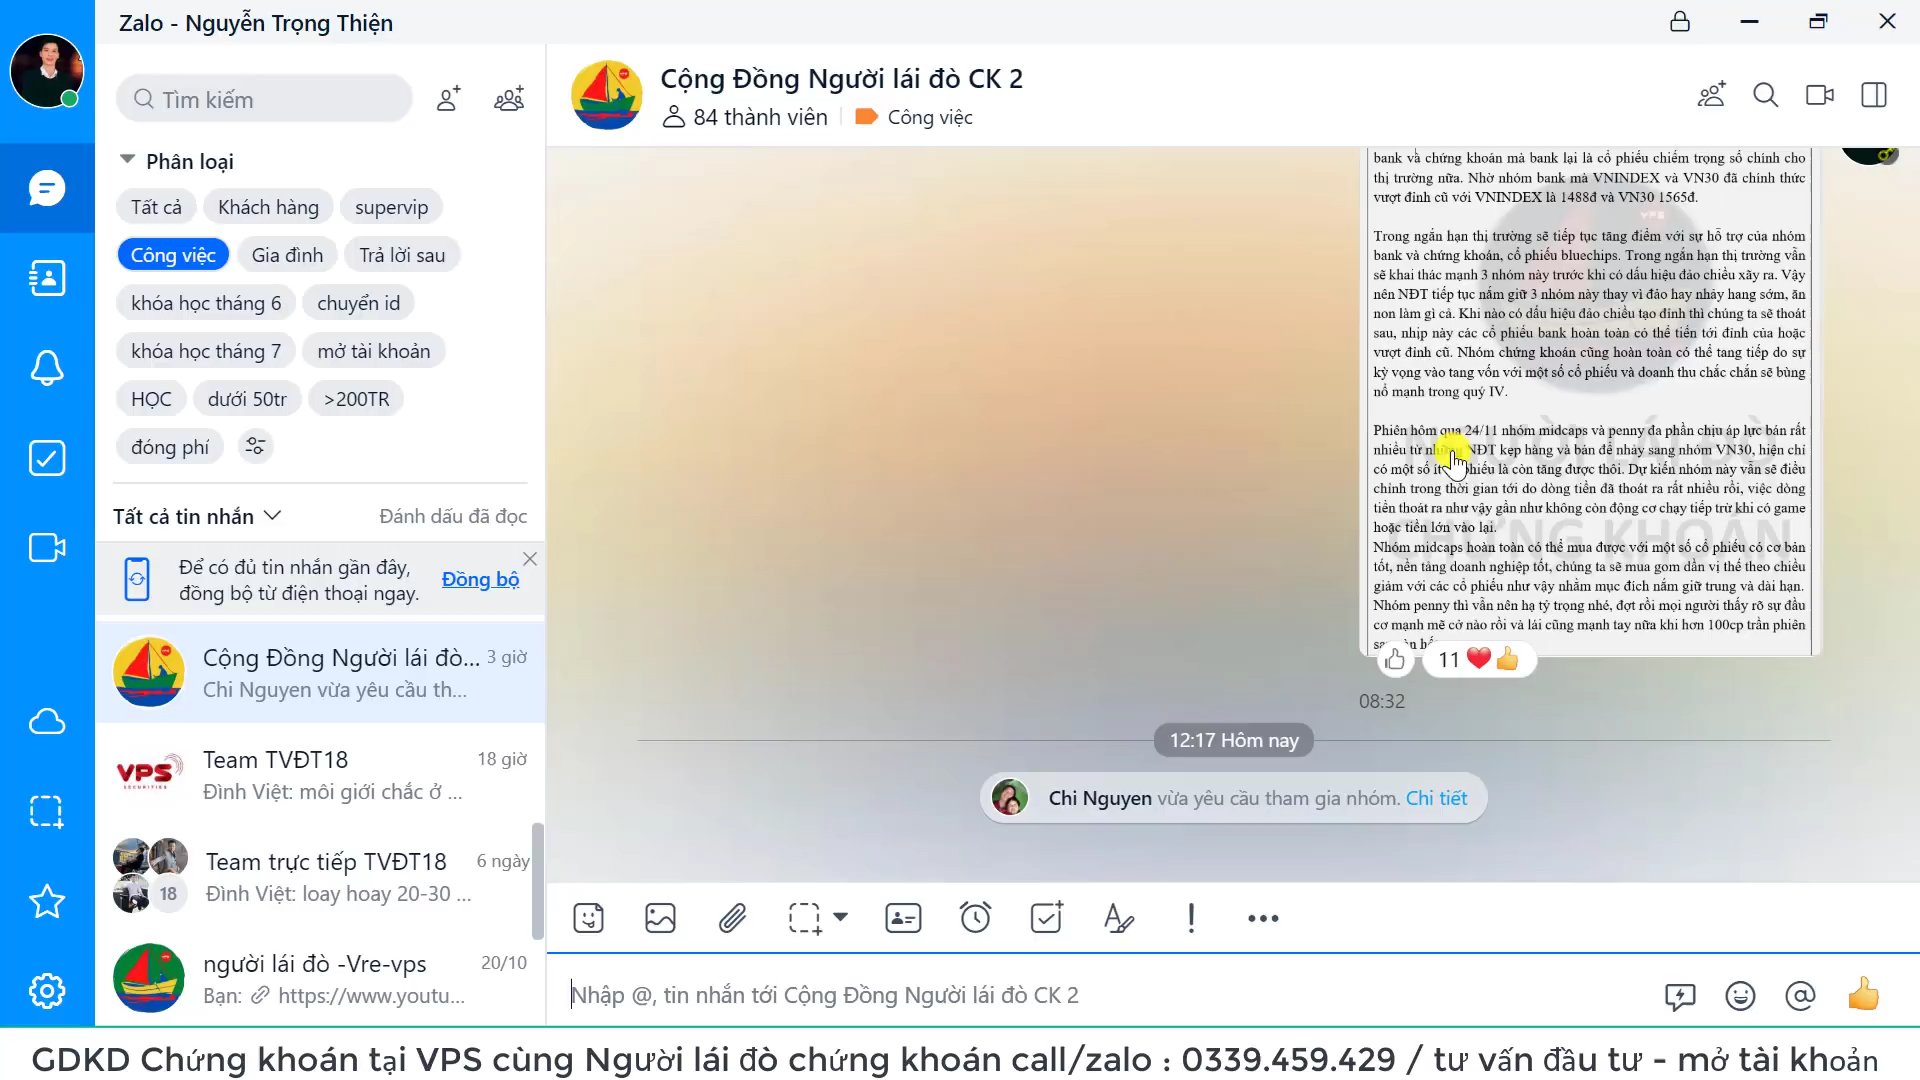 Zalo - Nguyễn Trọng Thiện
Tìm kiếm
Phân loại
Tất cả
Khách hàng
supervip
Công việc
Gia đình
Trả lời sau
khóa học tháng 6
chuyển id
khóa học tháng 7
mở tài khoản
HỌC
dưới 50tr
>200TR
đóng phí
Tất cả tin nhắn
Đánh dấu đã đọc
Để có đủ tin nhắn gần đây,
đồng bộ từ điện thoại ngay.
Đồng bộ
Cộng Đồng Người lái đò...
3 giờ
Chi Nguyen vừa yêu cầu th...
Team TVĐT18
18 giờ
Đình Việt: môi giới chắc ở ...
VPS
SECURITIES
Team trực tiếp TVĐT18
6 ngày
Đình Việt: loay hoay 20-30 ...
18
người lái đò -Vre-vps
20/10
Bạn: https://www.youtu...
Cộng Đồng Người lái đò CK 2
84 thành viên
Công việc
bank và chứng khoán mà bank lại là cổ phiếu chiếm trọng số chính cho
thị trường nữa. Nhờ nhóm bank mà VNINDEX và VN30 đã chính thức
vượt đỉnh cũ với VNINDEX là 1488đ và VN30 1565đ.
Trong ngắn hạn thị trường sẽ tiếp tục tăng điểm với sự hỗ trợ của nhóm
bank và chứng khoán, cổ phiếu bluechips. Trong ngắn hạn thị trường vẫn
sẽ khai thác mạnh 3 nhóm này trước khi có dấu hiệu đảo chiều xãy ra. Vậy
nên NĐT tiếp tục nắm giữ 3 nhóm này thay vì đảo hay nhảy hang sớm, ăn
non làm gì cả. Khi nào có dấu hiệu đảo chiều tạo đỉnh thì chúng ta sẽ thoát
sau, nhịp này các cổ phiếu bank hoàn toàn có thể tiến tới đỉnh của hoặc
vượt đỉnh cũ. Nhóm chứng khoán cũng hoàn toàn có thể tang tiếp do sự
kỳ vọng vào tang vốn với một số cổ phiếu và doanh thu chắc chắn sẽ bùng
nổ mạnh trong quý IV.
Phiên hôm qua 24/11 nhóm midcaps và penny đa phần chịu áp lực bán rất
nhiều từ những NĐT kẹp hàng và bán để nhảy sang nhóm VN30, hiện chỉ
có một số ít phiếu là còn tăng được thôi. Dự kiến nhóm này vẫn sẽ điều
chỉnh trong thời gian tới do dòng tiền đã thoát ra rất nhiều rồi, việc dòng
tiền thoát ra như vậy gần như không còn động cơ chạy tiếp trừ khi có game
hoặc tiền lớn vào lại.
Nhóm midcaps hoàn toàn có thể mua được với một số cổ phiếu có cơ bản
tốt, nền tảng doanh nghiệp tốt, chúng ta sẽ mua gom dần vị thế theo chiều
giảm với các cổ phiếu như vậy nhằm mục đích nắm giữ trung và dài hạn.
Nhóm penny thì vẫn nên hạ tỷ trọng nhé, đợt rồi mọi người thấy rõ sự đầu
cơ mạnh mẽ cở nào rồi và lái cũng mạnh tay nữa khi hơn 100cp trần phiên
NGƯỜI LÁI ĐÒ
CHỨNG KHOÁN
11
08:32
12:17 Hôm nay
Chi Nguyen vừa yêu cầu tham gia nhóm. Chi tiết
Nhập @, tin nhắn tới Cộng Đồng Người lái đò CK 2
GDKD Chứng khoán tại VPS cùng Người lái đò chứng khoán call/zalo : 0339.459.429 / tư vấn đầu tư - mở tài khoản